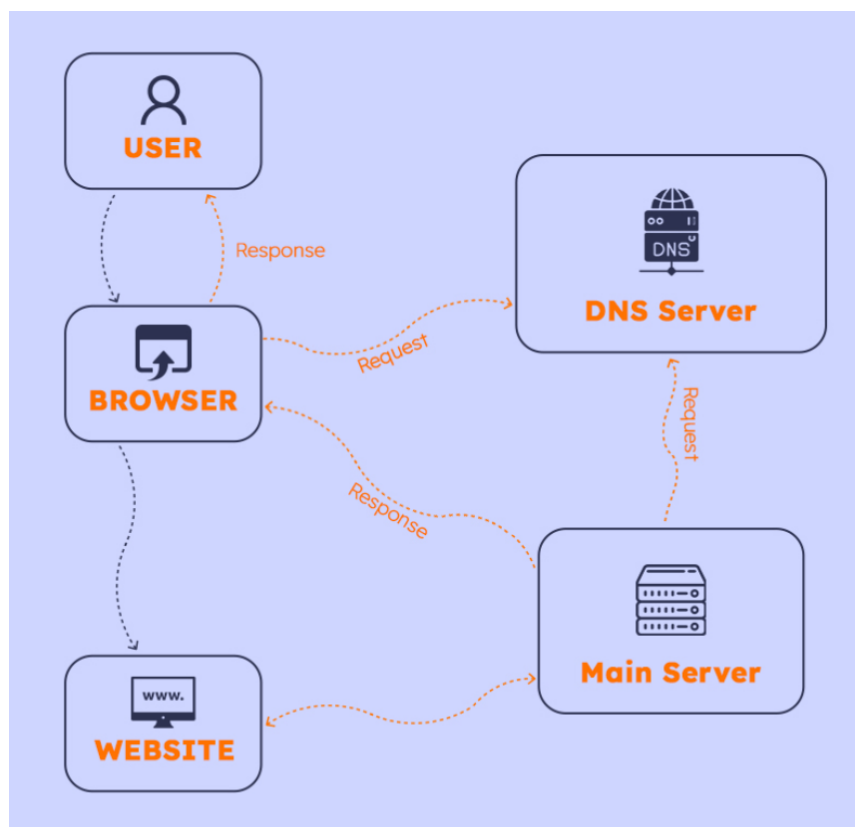 USER
Response
DNS
DNS Server
BROWSER
Request
Request
Response
Main Server
www.
WEBSITE